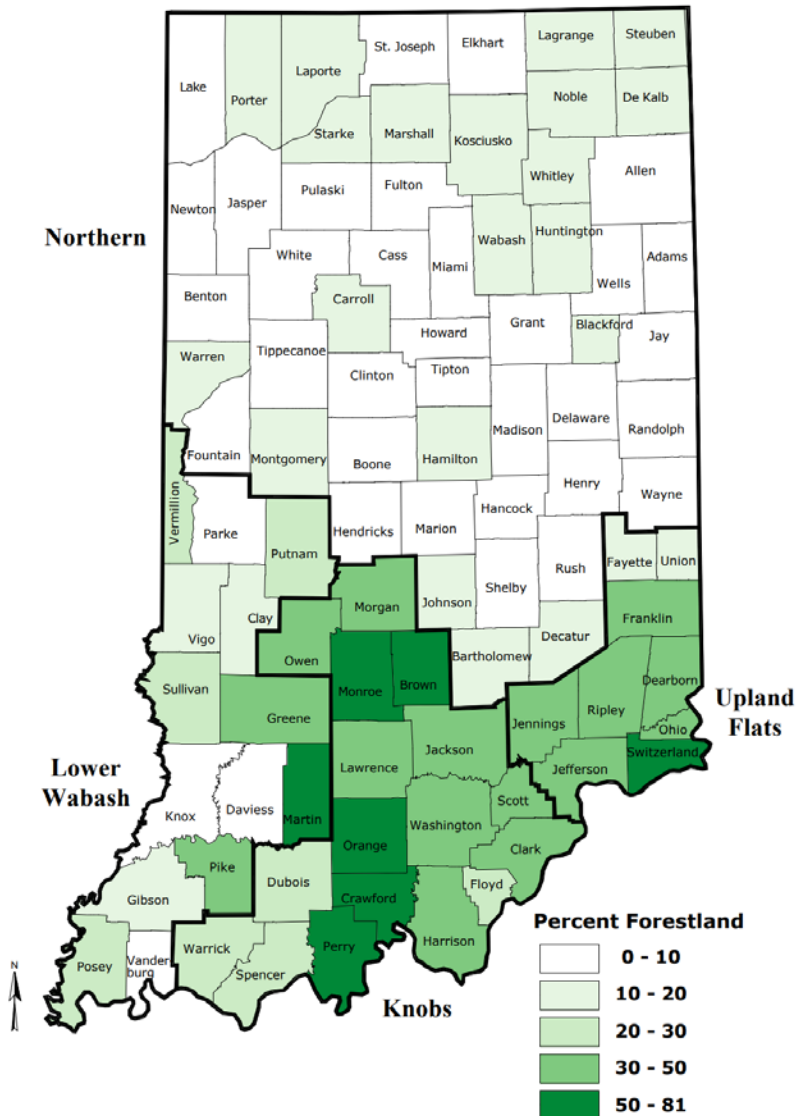 St. Joseph
Elkhart
Lagrange
Steuben
Laporte
Lake
Porter
Noble
De Kalb
Starke
Marshall
Kosciusko
Allen
Whitley
Pulaski
Fulton
Jasper
Newton
Northern
Wabash
Huntington
White
Cass
Miami
Adams
Wells
Benton
Carroll
Grant
Blackford
Howard
Jay
Tippecanoe
Warren
Clinton
Tipton
Delaware
Madison
Randolph
Fountain
Montgomery
Boone
Hamilton
Henry
Wayne
Hancock
Vermillion
Parke
Hendricks
Marion
Putnam
Rush
Fayette
Union
Shelby
Morgan
Johnson
Clay
Franklin
Vigo
Decatur
Bartholomew
Owen
Dearborn
Sullivan
Monroe
Brown
Upland
Flats
Greene
Jennings
Ripley
Ohio
Jackson
Switzerland
Lawrence
Jefferson
Lower
Wabash
Knox
Daviess
Martin
Scott
Washington
Orange
Clark
Pike
Dubois
Floyd
Gibson
Crawford
Percent Forestland
Harrison
Perry
Warrick
Posey
Vander
burg
Spencer
N
Knobs
0 - 10
10 - 20
20 - 30
30 - 50
50 - 81